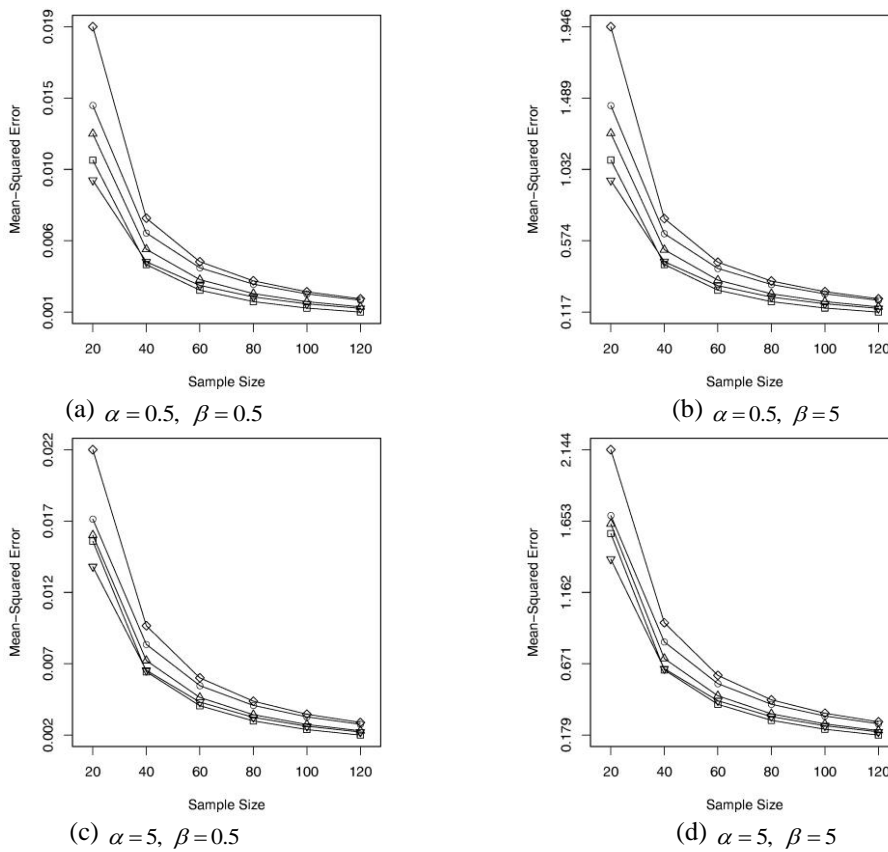 0.019
0.015
0.010
0.006
0.001
Mean-Squared Error
20 40 60 80 100 120
Sample Size
(a) α = 0.5, β = 0.5
1.946
1.489
1.032
0.574
0.117
Mean-Squared Error
20 40 60 80 100 120
Sample Size
(b) α = 0.5, β = 5
0.022
0.017
0.012
0.007
0.002
Mean-Squared Error
20 40 60 80 100 120
Sample Size
(c) α = 5, β = 0.5
2.144
1.653
1.162
0.671
0.179
Mean-Squared Error
20 40 60 80 100 120
Sample Size
(d) α = 5, β = 5